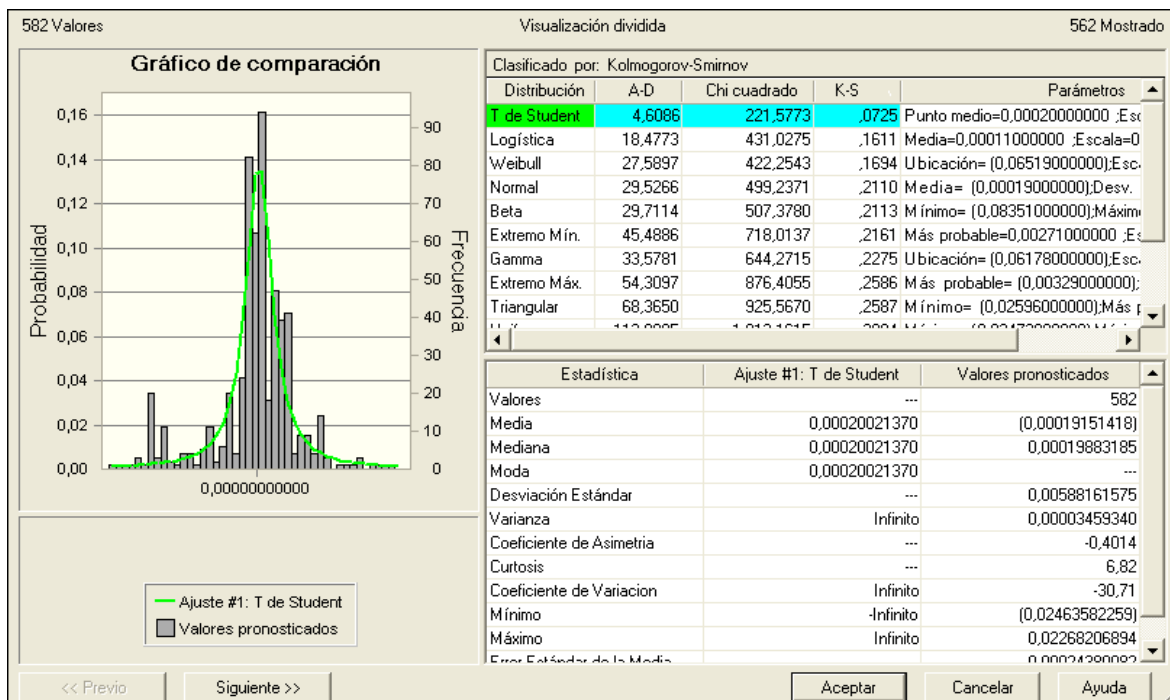 582 Valores Visualización dividida 562 Mostrado
Gráfico de comparación
Probabilidad
0,16
0,14
0,12
0,10
0,08
0,06
0,04
0,02
0,00
0,00000000000
90
80
70
60
50
40
30
20
10
0
Frecuencia
Ajuste #1: T de Student
Valores pronosticados
Clasificado por: Kolmogorov-Smirnov
Distribución A-D Chi cuadrado K-S Parámetros
T de Student 4,6086 221,5773 ,0725 Punto medio=0,00020000000 ;Esc
Logística 18,4773 431,0275 ,1611 Media=0,00011000000 ;Escala=0
Weibull 27,5897 422,2543 ,1694 Ubicación= (0,06519000000);Esc
Normal 29,5266 499,2371 ,2110 Media= (0,00019000000);Desv.
Beta 29,7114 507,3780 ,2113 Mínimo= (0,08351000000);Máxim
Extremo Mín. 45,4886 718,0137 ,2161 Más probable=0,00271000000 ;Es
Gamma 33,5781 644,2715 ,2275 Ubicación= (0,06178000000);Esc
Extremo Máx. 54,3097 876,4055 ,2586 Más probable= (0,00329000000);
Triangular 68,3650 925,5670 ,2587 Mínimo= (0,02596000000);Más
Estadística Ajuste #1: T de Student Valores pronosticados
Valores --- 582
Media 0,00020021370 (0,00019151418)
Mediana 0,00020021370 0,00019883185
Moda 0,00020021370 ---
Desviación Estándar --- 0,00588161575
Varianza Infinito 0,00003459340
Coeficiente de Asimetria --- -0,4014
Curtosis --- 6,82
Coeficiente de Variacion Infinito -30,71
Mínimo -Infinito (0,02463582259)
Máximo Infinito 0,02268206894
Error Estándar de la Media
<< Previo Siguiente >> Aceptar Cancelar Ayuda